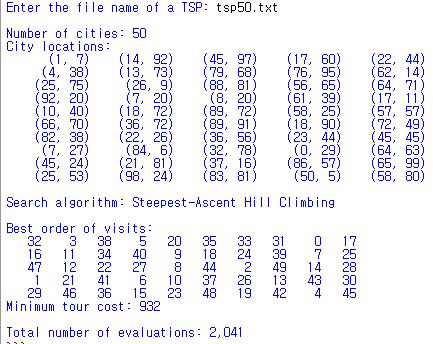 Enter the file name of a TSP: tsp50.txt
Number of cities: 50
City locations:
(1, 7) (14, 92) (45, 97) (17, 60) (22, 44)
(4, 38) (13, 73) (79, 68) (76, 95) (62, 14)
(25, 75) (26, 9) (88, 81) (56, 65) (64, 71)
(92, 20) (7, 20) (8, 20) (61, 39) (17, 11)
(10, 40) (18, 72) (89, 72) (58, 25) (57, 57)
(66, 70) (36, 72) (89, 91) (18, 90) (72, 49)
(82, 38) (22, 26) (36, 56) (23, 44) (45, 45)
(7, 27) (84, 6) (32, 78) (0, 29) (64, 63)
(45, 24) (21, 81) (37, 16) (86, 57) (65, 99)
(25, 53) (98, 24) (83, 81) (50, 5) (58, 80)
Search algorithm: Steepest-Ascent Hill Climbing
Best order of visits:
32 3 38 5 20 35 33 31 0 17
16 11 34 40 9 18 24 39 7 25
47 12 22 27 8 44 2 49 14 28
1 21 41 6 10 37 26 13 43 30
29 46 36 15 23 48 19 42 4 45
Minimum tour cost: 932
Total number of evaluations: 2,041